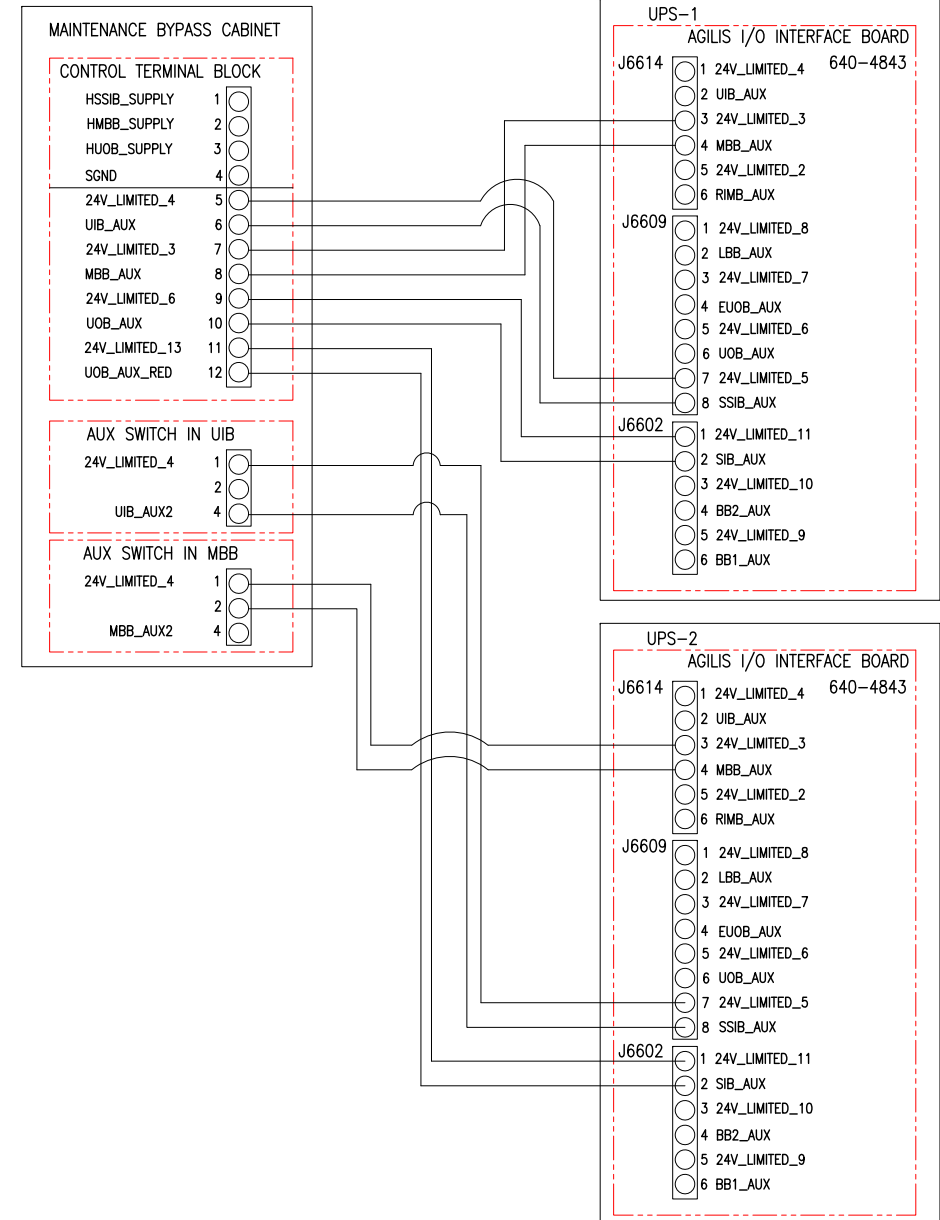 MAINTENANCE BYPASS CABINET
CONTROL TERMINAL BLOCK
HSSIB_SUPPLY 1
HMBB_SUPPLY 2
HUOB_SUPPLY 3
SGND 4
24V_LIMITED_4 5
UIB_AUX 6
24V_LIMITED_3 7
MBB_AUX 8
24V_LIMITED_6 9
UOB_AUX 10
24V_LIMITED_13 11
UOB_AUX_RED 12
AUX SWITCH IN UIB
24V_LIMITED_4 1
2
UIB_AUX2 4
AUX SWITCH IN MBB
24V_LIMITED_4 1
2
MBB_AUX2 4
UPS-1
AGILIS I/O INTERFACE BOARD
640-4843
J6614
1 24V_LIMITED_4
2 UIB_AUX
3 24V_LIMITED_3
4 MBB_AUX
5 24V_LIMITED_2
6 RIMB_AUX
J6609
1 24V_LIMITED_8
2 LBB_AUX
3 24V_LIMITED_7
4 EUOB_AUX
5 24V_LIMITED_6
6 UOB_AUX
7 24V_LIMITED_5
8 SSIB_AUX
J6602
1 24V_LIMITED_11
2 SIB_AUX
3 24V_LIMITED_10
4 BB2_AUX
5 24V_LIMITED_9
6 BB1_AUX
UPS-2
AGILIS I/O INTERFACE BOARD
640-4843
J6614
1 24V_LIMITED_4
2 UIB_AUX
3 24V_LIMITED_3
4 MBB_AUX
5 24V_LIMITED_2
6 RIMB_AUX
J6609
1 24V_LIMITED_8
2 LBB_AUX
3 24V_LIMITED_7
4 EUOB_AUX
5 24V_LIMITED_6
6 UOB_AUX
7 24V_LIMITED_5
8 SSIB_AUX
J6602
1 24V_LIMITED_11
2 SIB_AUX
3 24V_LIMITED_10
4 BB2_AUX
5 24V_LIMITED_9
6 BB1_AUX